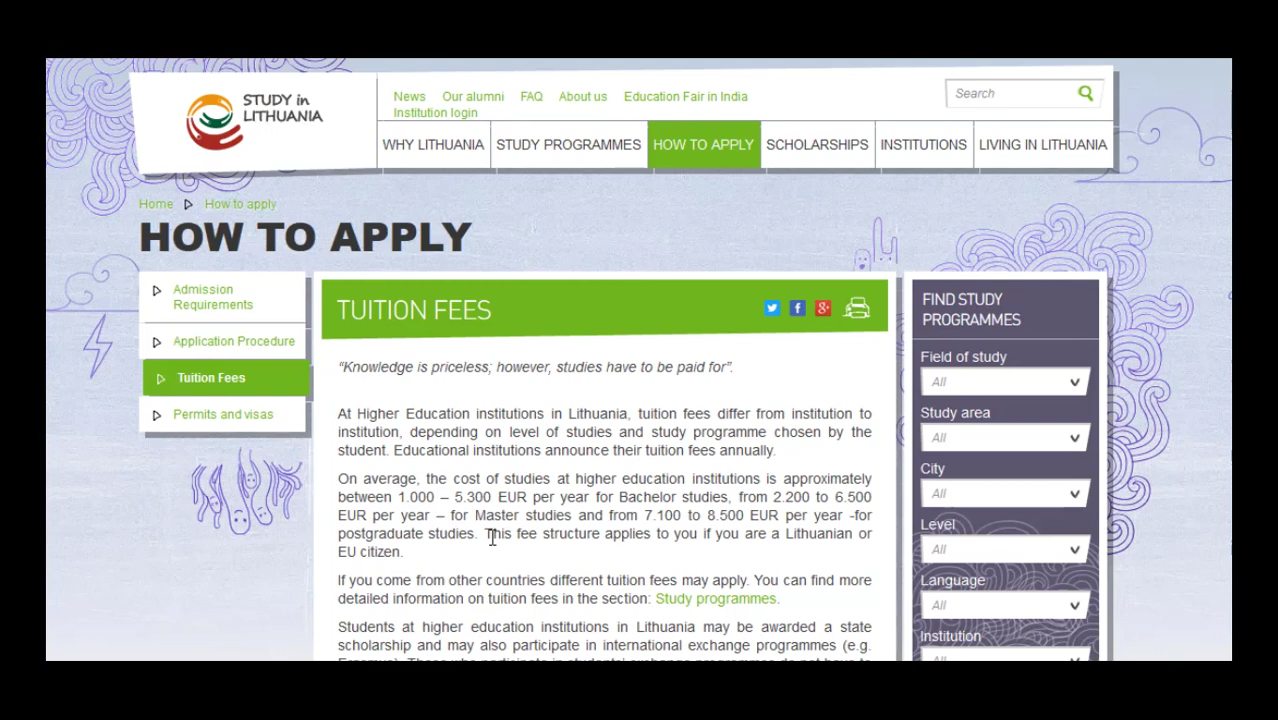 STUDY in
LITHUANIA
News Our alumni FAQ About us Education Fair in India
Institution login
Search
WHY LITHUANIA STUDY PROGRAMMES HOW TO APPLY SCHOLARSHIPS INSTITUTIONS LIVING IN LITHUANIA
Home How to apply
HOW TO APPLY
Admission
Requirements
Application Procedure
Tuition Fees
Permits and visas
TUITION FEES
“Knowledge is priceless; however, studies have to be paid for”.
At Higher Education institutions in Lithuania, tuition fees differ from institution to
institution, depending on level of studies and study programme chosen by the
student. Educational institutions announce their tuition fees annually.
On average, the cost of studies at higher education institutions is approximately
between 1.000 – 5.300 EUR per year for Bachelor studies, from 2.200 to 6.500
EUR per year – for Master studies and from 7.100 to 8.500 EUR per year -for
postgraduate studies. This fee structure applies to you if you are a Lithuanian or
EU citizen.
If you come from other countries different tuition fees may apply. You can find more
detailed information on tuition fees in the section: Study programmes.
Students at higher education institutions in Lithuania may be awarded a state
scholarship and may also participate in international exchange programmes (e.g.
FIND STUDY
PROGRAMMES
Field of study
All
Study area
All
City
All
Level
All
Language
All
Institution
All